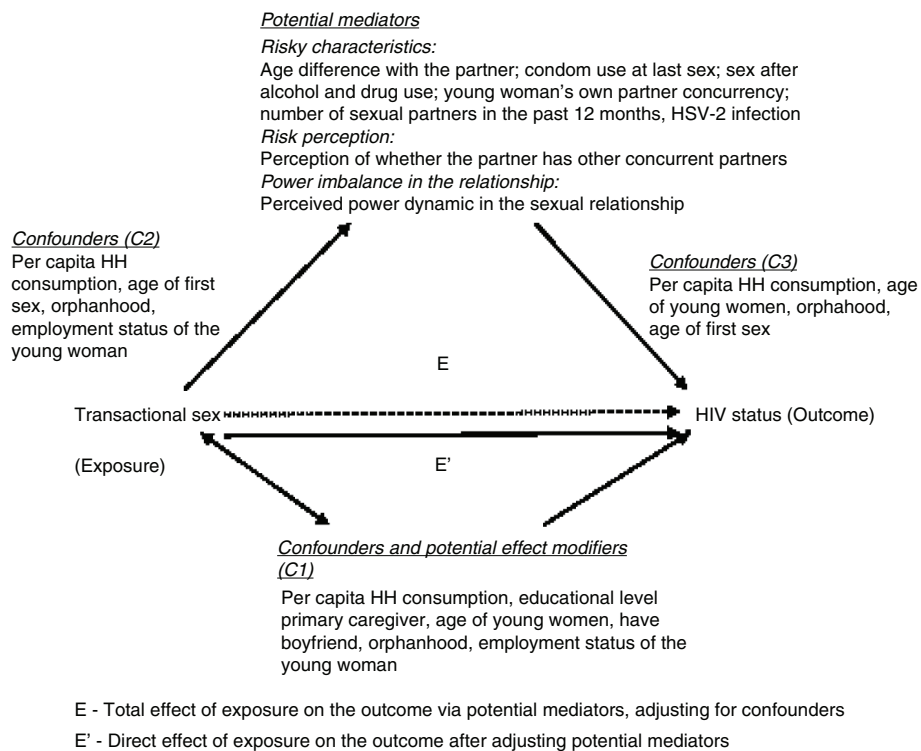 Potential mediators
Risky characteristics:
Age difference with the partner; condom use at last sex; sex after
alcohol and drug use; young woman's own partner concurrency;
number of sexual partners in the past 12 months, HSV-2 infection
Risk perception:
Perception of whether the partner has other concurrent partners
Power imbalance in the relationship:
Perceived power dynamic in the sexual relationship
Confounders (C2)
Per capita HH
consumption, age of first
sex, orphanhood,
employment status of the
young woman
Confounders (C3)
Per capita HH consumption, age
of young women, orphahood,
age of first sex
E
Transactional sex
HIV status (Outcome)
(Exposure)
E'
Confounders and potential effect modifiers
(C1)
Per capita HH consumption, educational level
primary caregiver, age of young women, have
boyfriend, orphanhood, employment status of the
young woman
E - Total effect of exposure on the outcome via potential mediators, adjusting for confounders
E' - Direct effect of exposure on the outcome after adjusting potential mediators